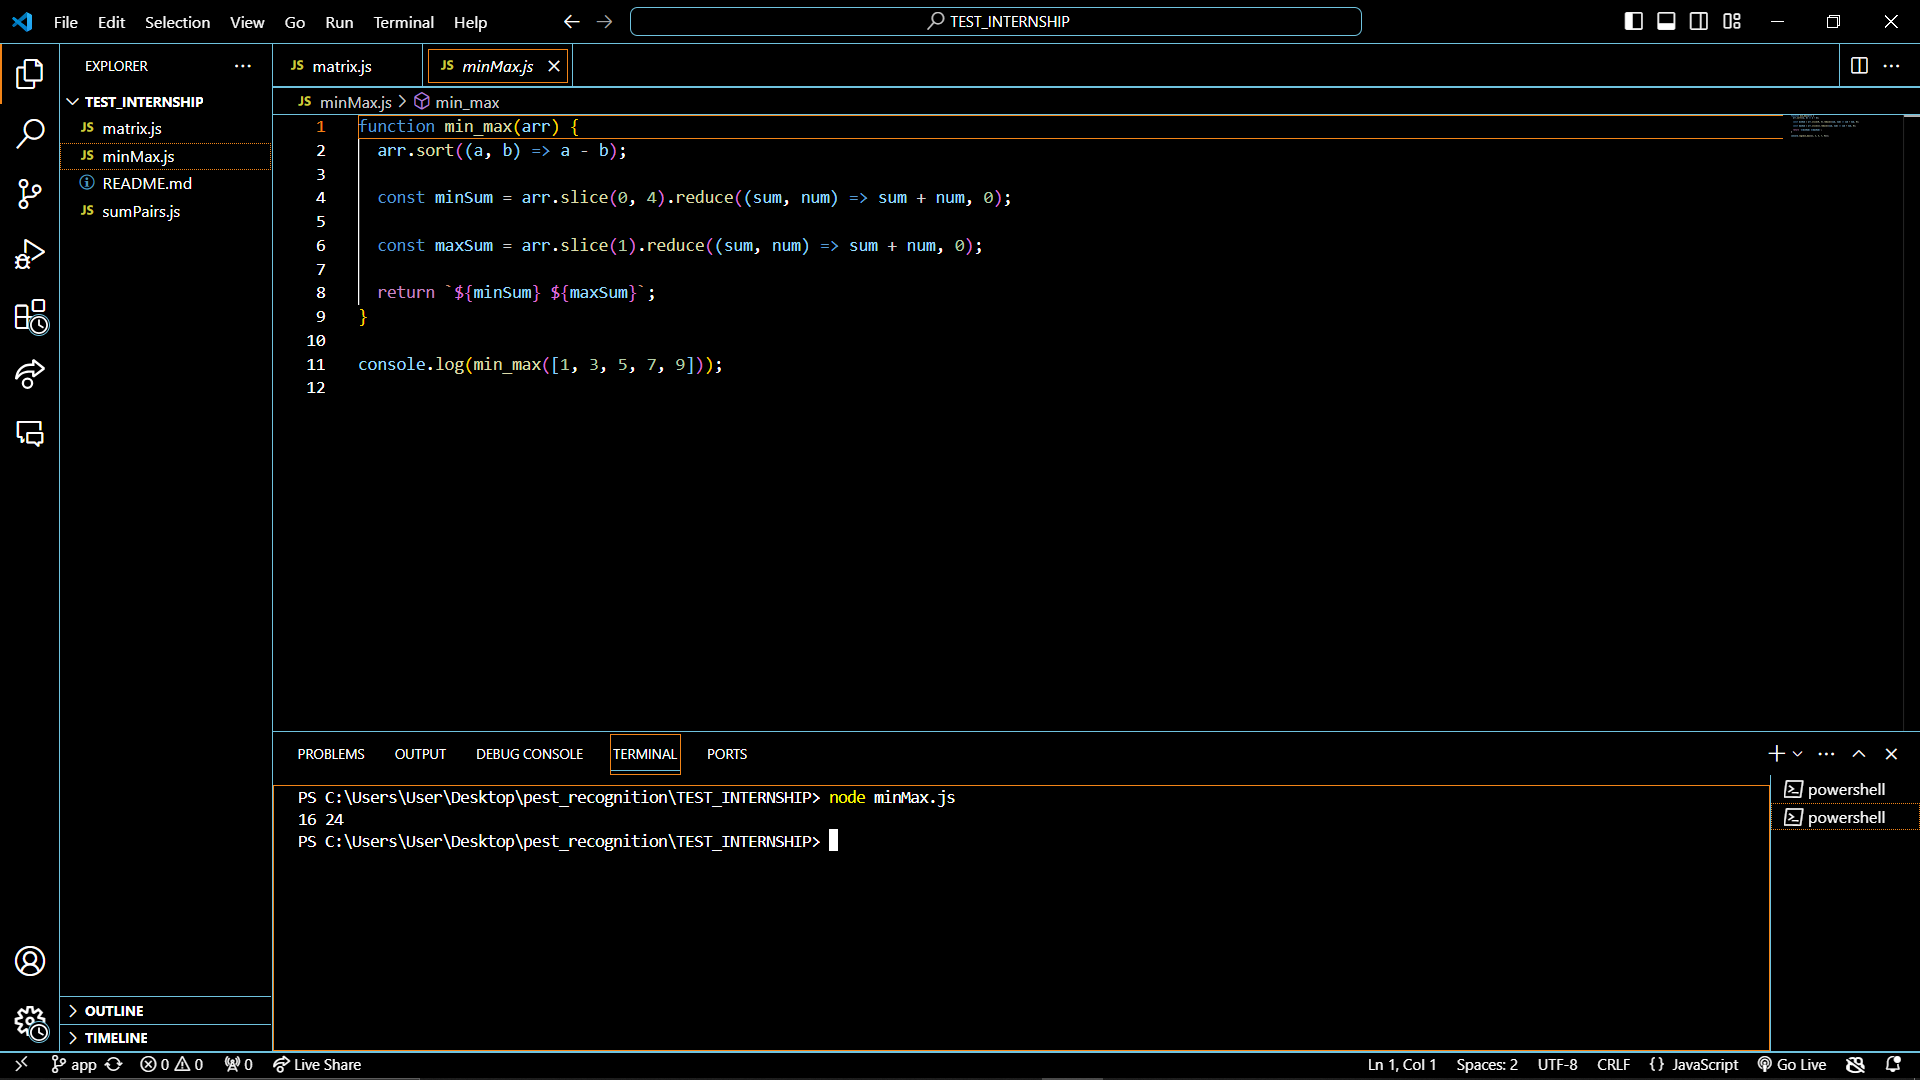 File Edit Selection View Go Run Terminal Help
TEST_INTERNSHIP
EXPLORER
TEST_INTERNSHIP
JS matrix.js
JS minMax.js
README.md
JS sumPairs.js
OUTLINE
TIMELINE
JS matrix.js
JS minMax.js
JS minMax.js > min_max
1 function min_max(arr) {
2 arr.sort((a, b) => a - b);
3
4 const minSum = arr.slice(0, 4).reduce((sum, num) => sum + num, 0);
5
6 const maxSum = arr.slice(1).reduce((sum, num) => sum + num, 0);
7
8 return `${minSum} ${maxSum}`;
9 }
10
11 console.log(min_max([1, 3, 5, 7, 9]));
12
PROBLEMS OUTPUT DEBUG CONSOLE TERMINAL PORTS
PS C:\Users\User\Desktop\pest_recognition\TEST_INTERNSHIP> node minMax.js
16 24
PS C:\Users\User\Desktop\pest_recognition\TEST_INTERNSHIP>
powershell
powershell
app 0 0 0 Live Share
Ln 1, Col 1 Spaces: 2 UTF-8 CRLF {} JavaScript Go Live